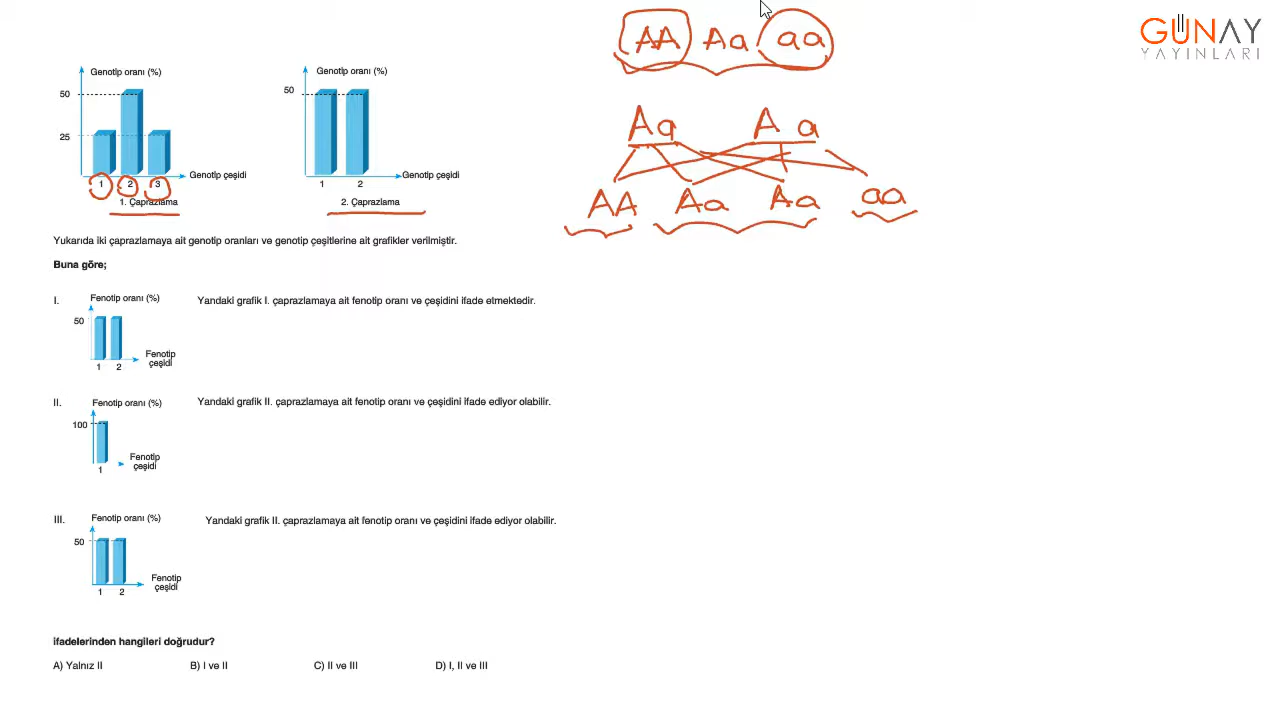 AA Aa aa
GÜNAY
YAYINLARI
Genotip oranı (%)
50
25
Genotip çeşidi
1 2 3
1. Çaprazlama
Genotip oranı (%)
50
Genotip çeşidi
1 2
2. Çaprazlama
Aa A a
AA Aa Aa aa
Yukarıda iki çaprazlamaya ait genotip oranları ve genotip çeşitlerine ait grafikler verilmiştir.
Buna göre;
I.
Fenotip oranı (%)
50
Fenotip
çeşidi
1 2
Yandaki grafik I. çaprazlamaya ait fenotip oranı ve çeşidini ifade etmektedir.
II.
Fenotip oranı (%)
100
Fenotip
çeşidi
1
Yandaki grafik II. çaprazlamaya ait fenotip oranı ve çeşidini ifade ediyor olabilir.
III.
Fenotip oranı (%)
50
Fenotip
çeşidi
1 2
Yandaki grafik II. çaprazlamaya ait fenotip oranı ve çeşidini ifade ediyor olabilir.
ifadelerinden hangileri doğrudur?
A) Yalnız II B) I ve II C) II ve III D) I, II ve III